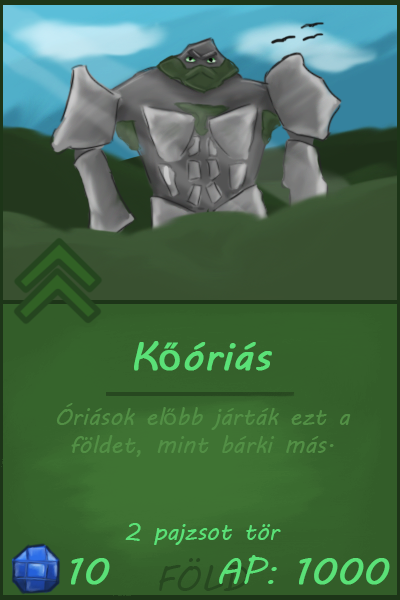 Kőóriás
Óriások előbb járták ezt a
földet, mint bárki más.
2 pajzsot tör
10 FÖLD AP: 1000